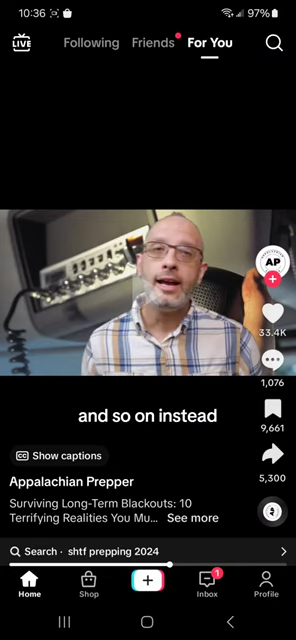 10:36
97%
LIVE
Following Friends For You
AP
33.4K
1,076
and so on instead
9,661
CC Show captions
5,300
Appalachian Prepper
Surviving Long-Term Blackouts: 10
Terrifying Realities You Mu... See more
Search · shtf prepping 2024
Home Shop Inbox 1 Profile